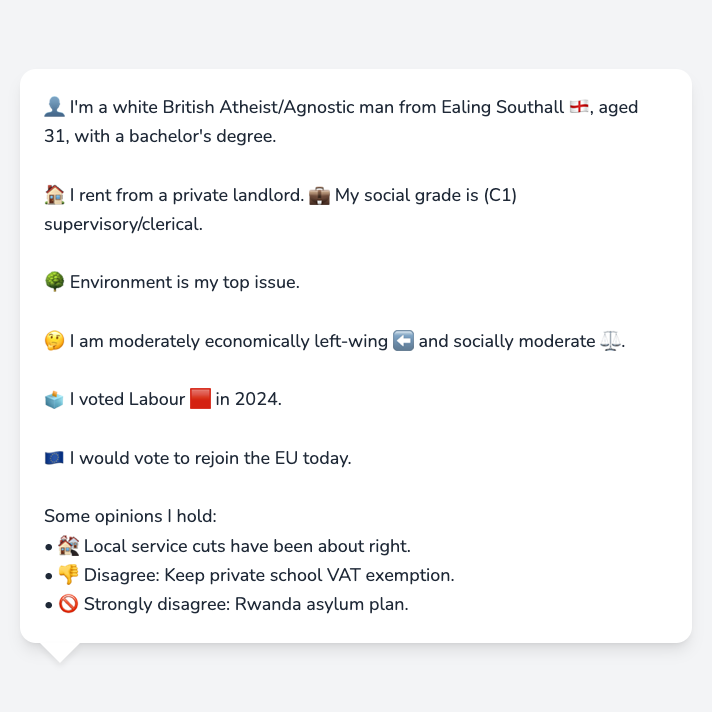 👤 I'm a white British Atheist/Agnostic man from Ealing Southall 🏴󠁧󠁢󠁥󠁮󠁧󠁿, aged
31, with a bachelor's degree.
🏠 I rent from a private landlord. 💼 My social grade is (C1)
supervisory/clerical.
🌳 Environment is my top issue.
🤔 I am moderately economically left-wing ⬅️ and socially moderate ⚖️.
🗳️ I voted Labour 🟥 in 2024.
🇪🇺 I would vote to rejoin the EU today.
Some opinions I hold:
• 🏚️ Local service cuts have been about right.
• 👎 Disagree: Keep private school VAT exemption.
• 🚫 Strongly disagree: Rwanda asylum plan.